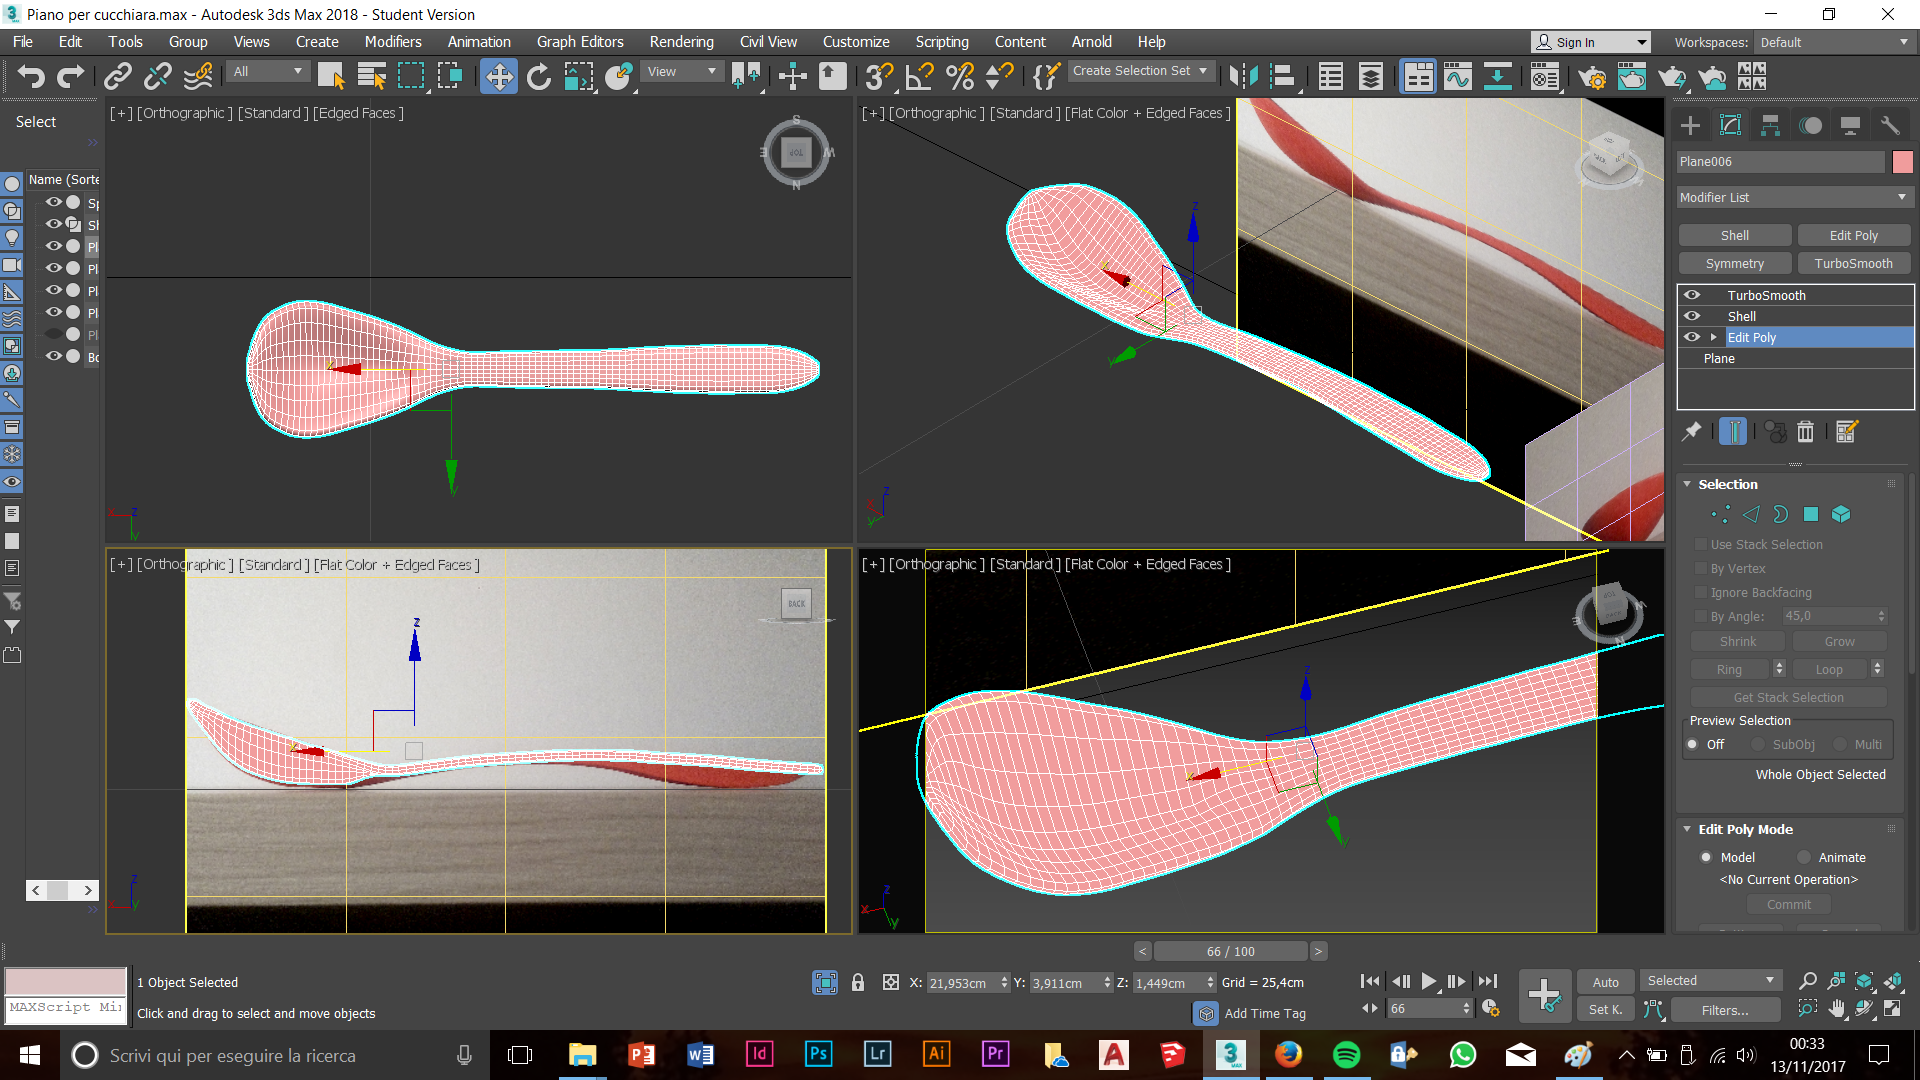 Piano per cucchiara.max - Autodesk 3ds Max 2018 - Student Version
File Edit Tools Group Views Create Modifiers Animation Graph Editors Rendering Civil View Customize Scripting Content Arnold Help
Sign In
Workspaces: Default
All
View
Create Selection Set
Select
Name (Sorte
Sp
Sh
Pl
Pl
Pl
Pl
Pl
Bo
[+] [Orthographic ] [Standard ] [Edged Faces ]
[+] [Orthographic ] [Standard ] [Flat Color + Edged Faces ]
[+] [Orthographic ] [Standard ] [Flat Color + Edged Faces ]
BACK
[+] [Orthographic ] [Standard ] [Flat Color + Edged Faces ]
Plane006
Modifier List
Shell Edit Poly
Symmetry TurboSmooth
TurboSmooth
Shell
Edit Poly
Plane
Selection
Use Stack Selection
By Vertex
Ignore Backfacing
By Angle: 45,0
Shrink Grow
Ring Loop
Get Stack Selection
Preview Selection
Off SubObj Multi
Whole Object Selected
Edit Poly Mode
Model Animate
<No Current Operation>
Commit
< 66 / 100 >
MAXScript Mi
1 Object Selected
Click and drag to select and move objects
X: 21,953cm Y: 3,911cm Z: 1,449cm Grid = 25,4cm
Add Time Tag
66
Auto
Set K.
Selected
Filters...
Scrivi qui per eseguire la ricerca
00:33
13/11/2017